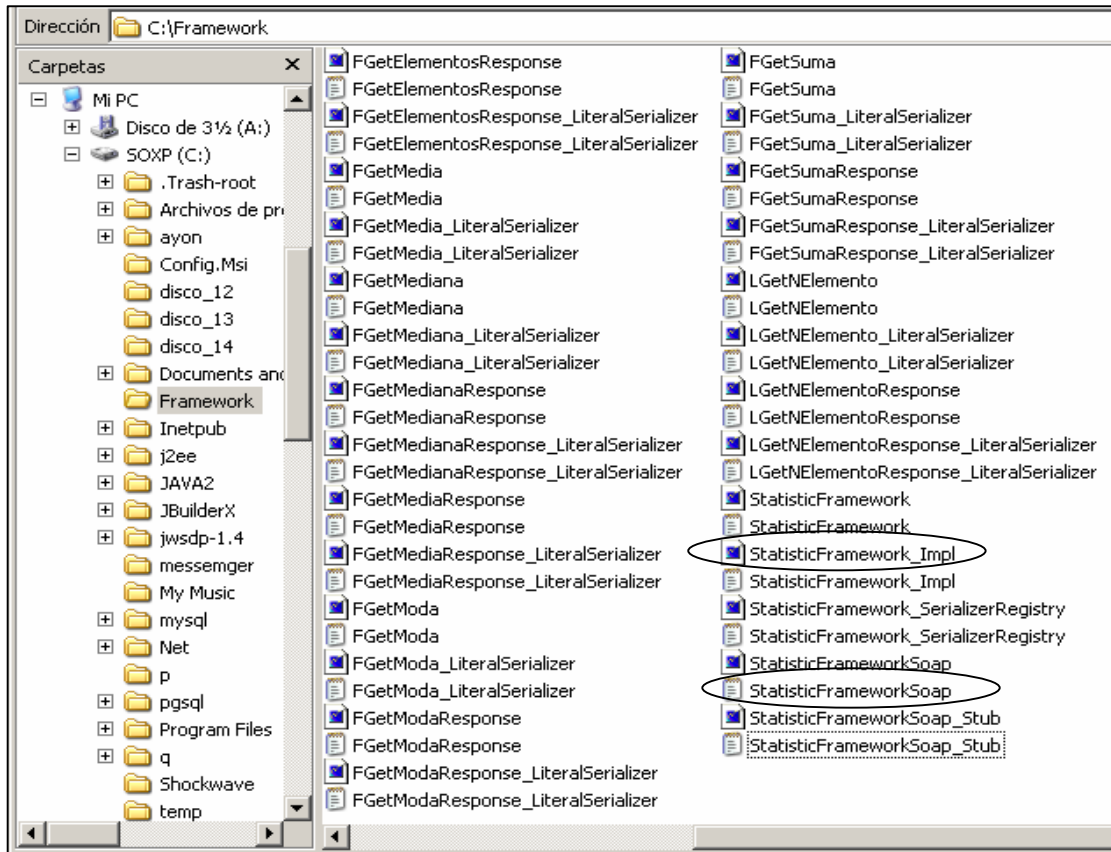 Dirección C:\Framework
Carpetas
Mi PC
Disco de 3½ (A:)
SOXP (C:)
.Trash-root
Archivos de pro
ayon
Config.Msi
disco_12
disco_13
disco_14
Documents and
Framework
Inetpub
j2ee
JAVA2
JBuilderX
jwsdp-1.4
messemger
My Music
mysql
Net
p
pgsql
Program Files
q
Shockwave
temp
FGetElementosResponse
FGetElementosResponse
FGetElementosResponse_LiteralSerializer
FGetElementosResponse_LiteralSerializer
FGetMedia
FGetMedia
FGetMedia_LiteralSerializer
FGetMedia_LiteralSerializer
FGetMediana
FGetMediana
FGetMediana_LiteralSerializer
FGetMediana_LiteralSerializer
FGetMedianaResponse
FGetMedianaResponse
FGetMedianaResponse_LiteralSerializer
FGetMedianaResponse_LiteralSerializer
FGetMediaResponse
FGetMediaResponse
FGetMediaResponse_LiteralSerializer
FGetMediaResponse_LiteralSerializer
FGetModa
FGetModa
FGetModa_LiteralSerializer
FGetModa_LiteralSerializer
FGetModaResponse
FGetModaResponse
FGetModaResponse_LiteralSerializer
FGetModaResponse_LiteralSerializer
FGetSuma
FGetSuma
FGetSuma_LiteralSerializer
FGetSuma_LiteralSerializer
FGetSumaResponse
FGetSumaResponse
FGetSumaResponse_LiteralSerializer
FGetSumaResponse_LiteralSerializer
LGetNElemento
LGetNElemento
LGetNElemento_LiteralSerializer
LGetNElemento_LiteralSerializer
LGetNElementoResponse
LGetNElementoResponse
LGetNElementoResponse_LiteralSerializer
LGetNElementoResponse_LiteralSerializer
StatisticFramework
StatisticFramework
StatisticFramework_Impl
StatisticFramework_Impl
StatisticFramework_SerializerRegistry
StatisticFramework_SerializerRegistry
StatisticFrameworkSoap
StatisticFrameworkSoap
StatisticFrameworkSoap_Stub
StatisticFrameworkSoap_Stub